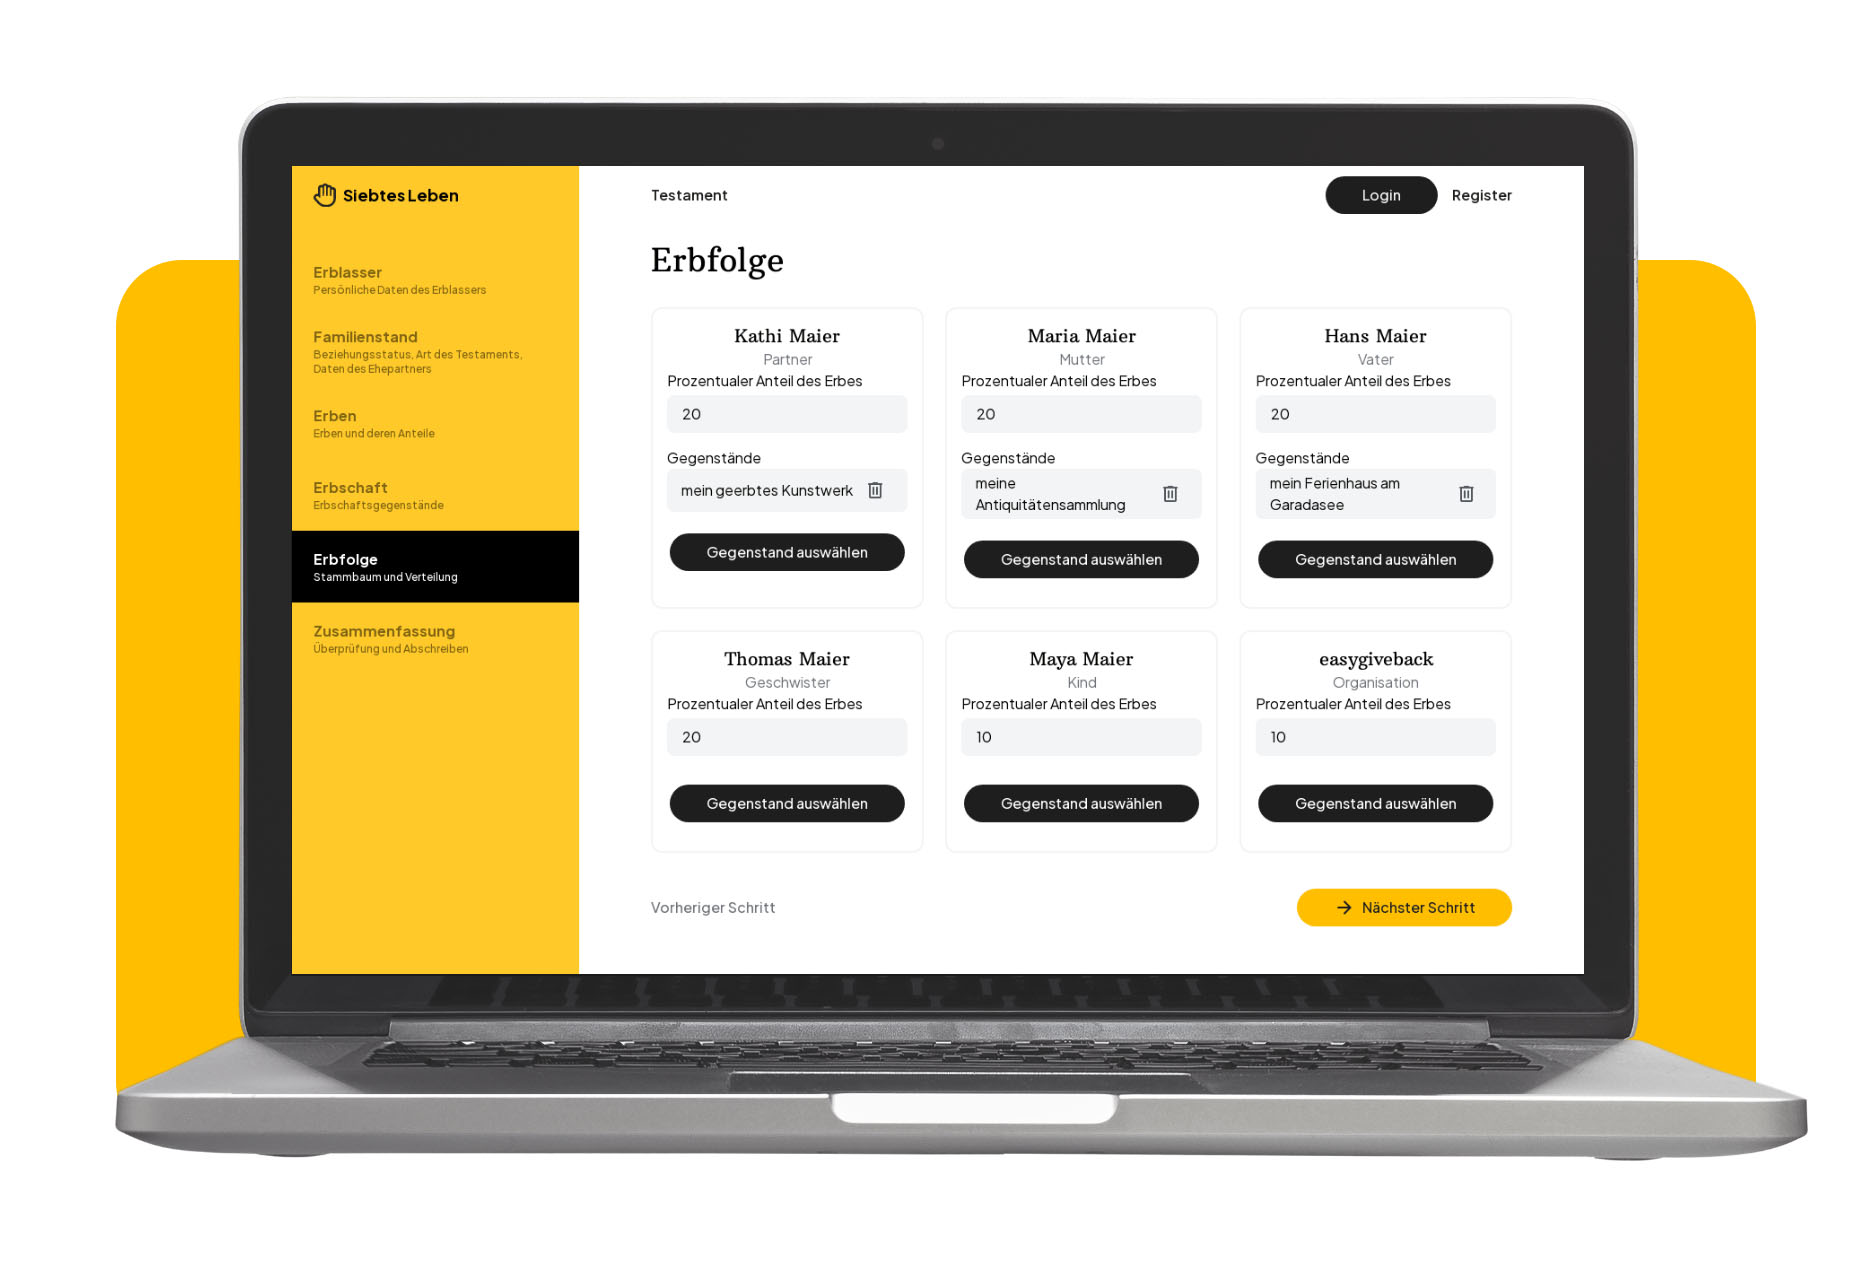 Siebtes Leben
Erblasser
Persönliche Daten des Erblassers
Familienstand
Beziehungsstatus, Art des Testaments,
Daten des Ehepartners
Erben
Erben und deren Anteile
Erbschaft
Erbschaftsgegenstände
Erbfolge
Stammbaum und Verteilung
Zusammenfassung
Überprüfung und Abschreiben
Testament
Login
Register
Erbfolge
Kathi Maier
Partner
Prozentualer Anteil des Erbes
20
Gegenstände
mein geerbtes Kunstwerk
Gegenstand auswählen
Maria Maier
Mutter
Prozentualer Anteil des Erbes
20
Gegenstände
meine
Antiquitätensammlung
Gegenstand auswählen
Hans Maier
Vater
Prozentualer Anteil des Erbes
20
Gegenstände
mein Ferienhaus am
Garadasee
Gegenstand auswählen
Thomas Maier
Geschwister
Prozentualer Anteil des Erbes
20
Gegenstand auswählen
Maya Maier
Kind
Prozentualer Anteil des Erbes
10
Gegenstand auswählen
easygiveback
Organisation
Prozentualer Anteil des Erbes
10
Gegenstand auswählen
Vorheriger Schritt
Nächster Schritt